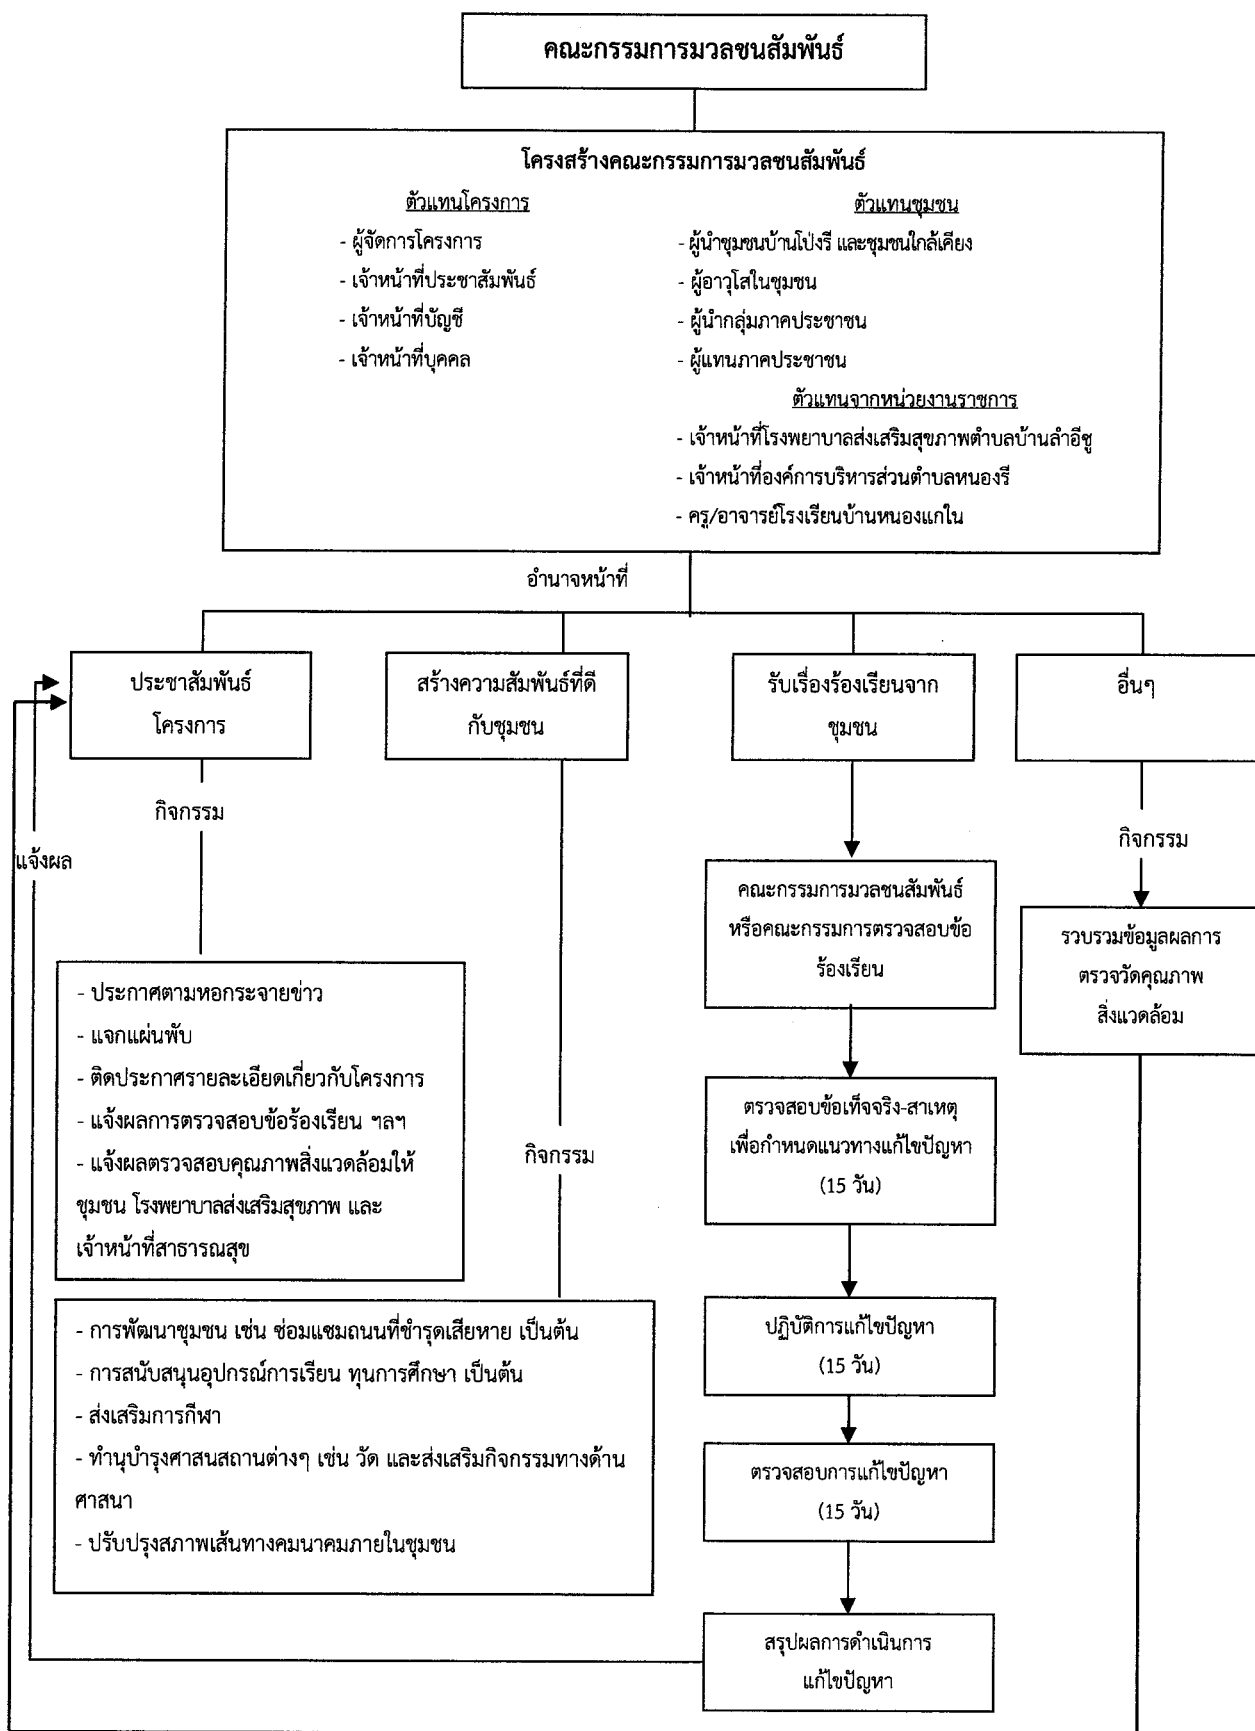 คณะกรรมการมวลชนสัมพันธ์
โครงสร้างคณะกรรมการมวลชนสัมพันธ์
ตัวแทนโครงการ
- ผู้จัดการโครงการ
- เจ้าหน้าที่ประชาสัมพันธ์
- เจ้าหน้าที่บัญชี
- เจ้าหน้าที่บุคคล
ตัวแทนชุมชน
- ผู้นำชุมชนบ้านโป่งรี และชุมชนใกล้เคียง
- ผู้อาวุโสในชุมชน
- ผู้นำกลุ่มภาคประชาชน
- ผู้แทนภาคประชาชน
ตัวแทนจากหน่วยงานราชการ
- เจ้าหน้าที่โรงพยาบาลส่งเสริมสุขภาพตำบลบ้านลำอีซู
- เจ้าหน้าที่องค์การบริหารส่วนตำบลหนองรี
- ครู/อาจารย์โรงเรียนบ้านหนองแกใน
อำนาจหน้าที่
ประชาสัมพันธ์
โครงการ
สร้างความสัมพันธ์ที่ดี
กับชุมชน
รับเรื่องร้องเรียนจาก
ชุมชน
อื่นๆ
กิจกรรม
แจ้งผล
กิจกรรม
คณะกรรมการมวลชนสัมพันธ์
หรือคณะกรรมการตรวจสอบข้อ
ร้องเรียน
รวบรวมข้อมูลผลการ
ตรวจวัดคุณภาพ
สิ่งแวดล้อม
- ประกาศตามหอกระจายข่าว
- แจกแผ่นพับ
- ติดประกาศรายละเอียดเกี่ยวกับโครงการ
- แจ้งผลการตรวจสอบข้อร้องเรียน ฯลฯ
- แจ้งผลตรวจสอบคุณภาพสิ่งแวดล้อมให้
ชุมชน โรงพยาบาลส่งเสริมสุขภาพ และ
เจ้าหน้าที่สาธารณสุข
กิจกรรม
ตรวจสอบข้อเท็จจริง-สาเหตุ
เพื่อกำหนดแนวทางแก้ไขปัญหา
(15 วัน)
- การพัฒนาชุมชน เช่น ซ่อมแซมถนนที่ชำรุดเสียหาย เป็นต้น
- การสนับสนุนอุปกรณ์การเรียน ทุนการศึกษา เป็นต้น
- ส่งเสริมการกีฬา
- ทำนุบำรุงศาสนสถานต่างๆ เช่น วัด และส่งเสริมกิจกรรมทางด้าน
ศาสนา
- ปรับปรุงสภาพเส้นทางคมนาคมภายในชุมชน
ปฏิบัติการแก้ไขปัญหา
(15 วัน)
ตรวจสอบการแก้ไขปัญหา
(15 วัน)
สรุปผลการดำเนินการ
แก้ไขปัญหา